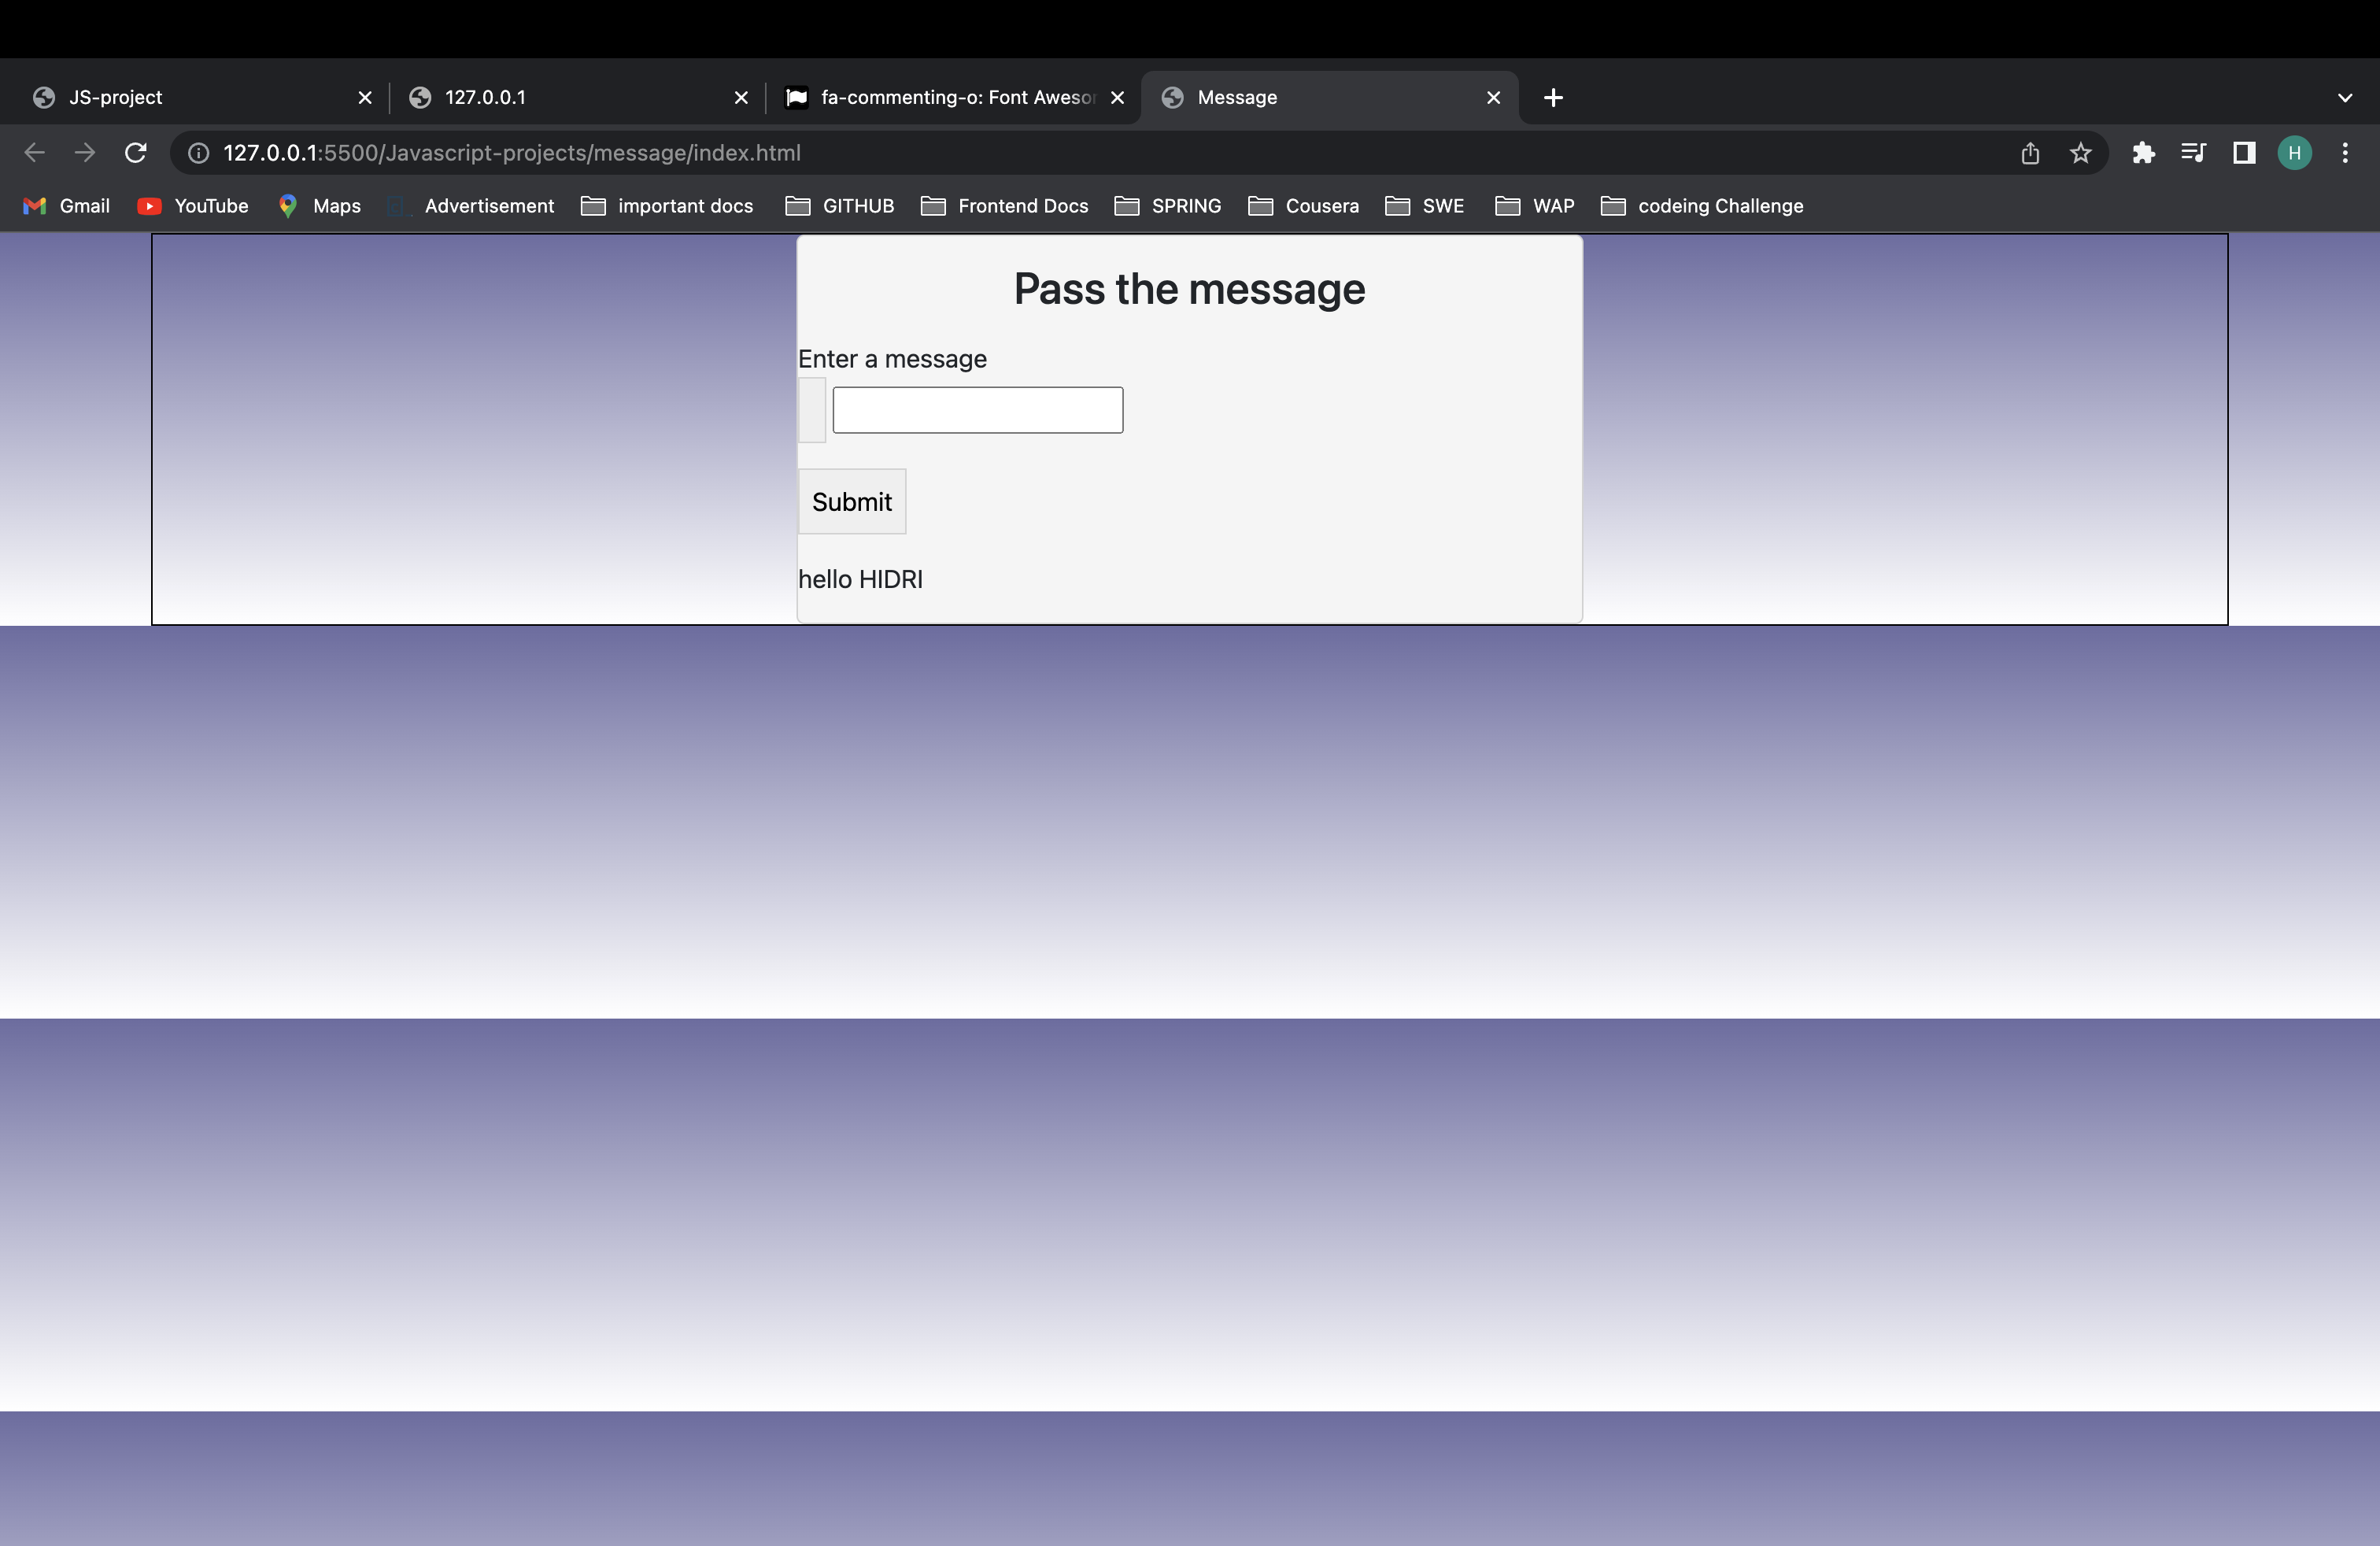 JS-project
127.0.0.1
fa-commenting-o: Font Aweso
Message
127.0.0.1:5500/Javascript-projects/message/index.html
H
Gmail YouTube Maps Advertisement important docs GITHUB Frontend Docs SPRING Cousera SWE WAP codeing Challenge
Pass the message
Enter a message
Submit
hello HIDRI